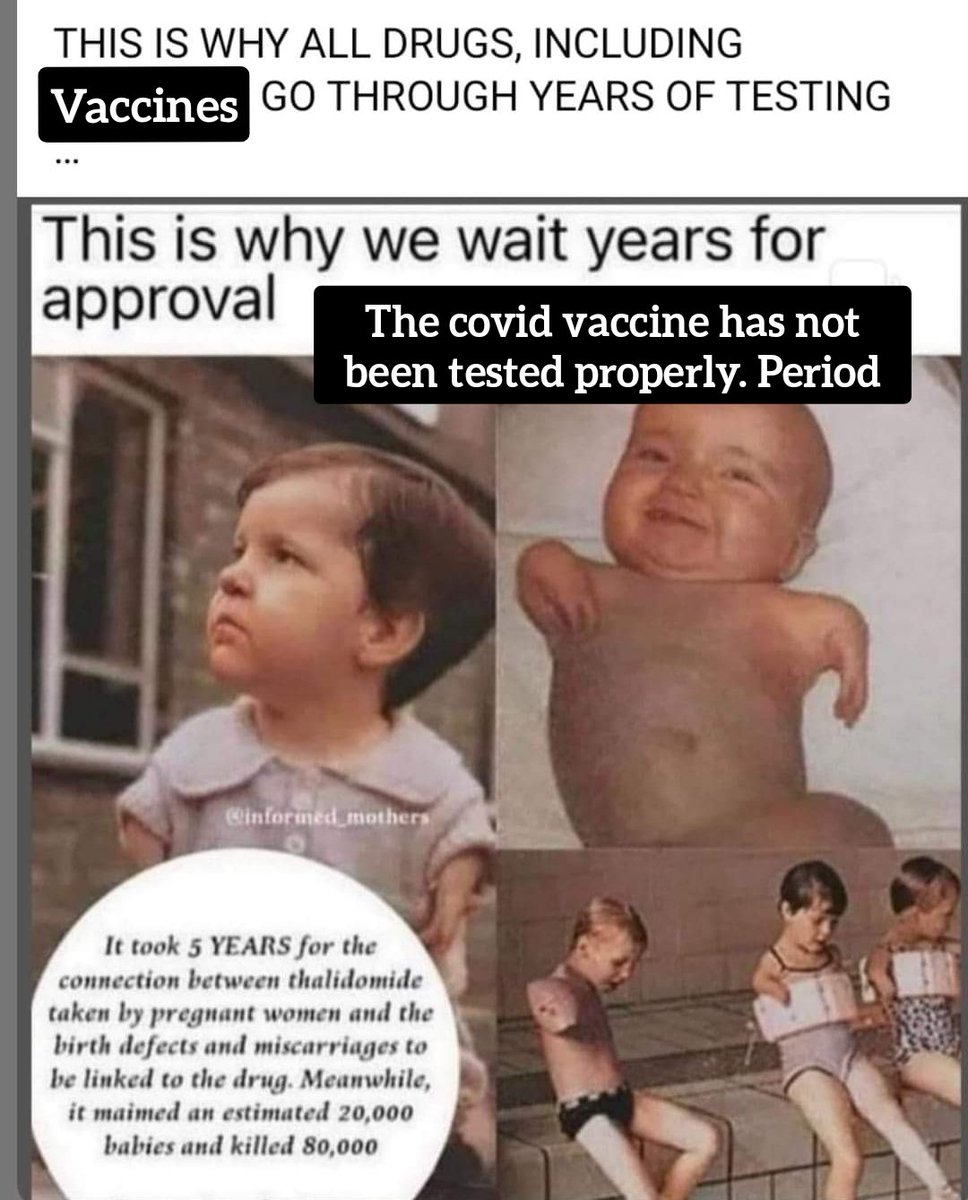 THIS IS WHY ALL DRUGS, INCLUDING
Vaccines GO THROUGH YEARS OF TESTING
...
This is why we wait years for
approval
The covid vaccine has not
been tested properly. Period
@informed_mothers
It took 5 YEARS for the
connection between thalidomide
taken by pregnant women and the
birth defects and miscarriages to
be linked to the drug. Meanwhile,
it maimed an estimated 20,000
babies and killed 80,000